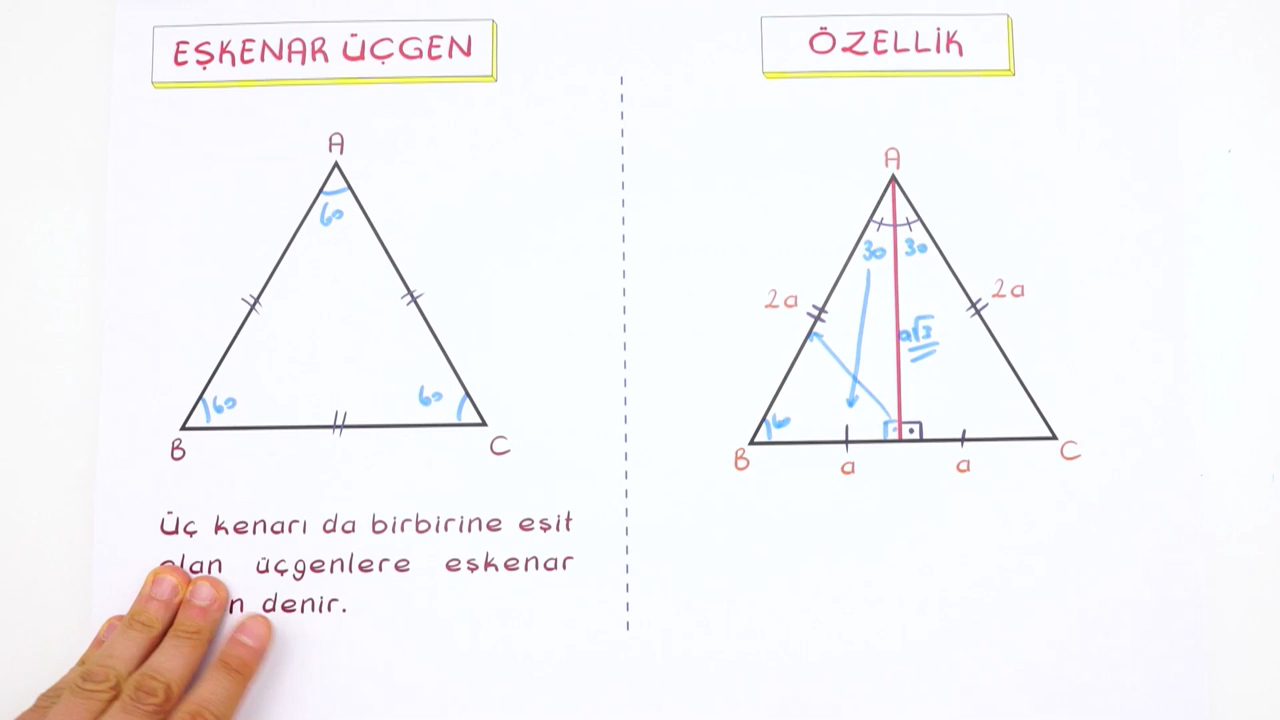 EŞKENAR ÜÇGEN
A
60
60
60
B
C
Üç kenarı da birbirine eşit
olan üçgenlere eşkenar
denir.
ÖZELLİK
A
30 30
2a
2a
a√3
60
B
C
a
a